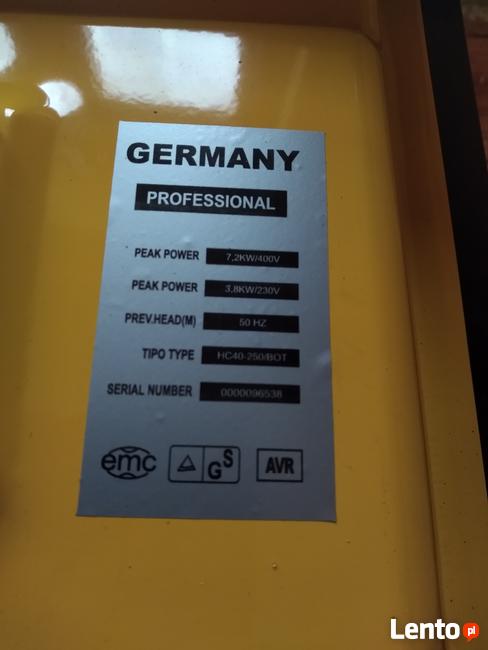 GERMANY
PROFESSIONAL
PEAK POWER 7,2KW/400V
PEAK POWER 3,8KW/230V
PREV.HEAD(M) 50 HZ
TIPO TYPE HC40-250/BOT
SERIAL NUMBER 0000096538
emc GS AVR
Lento.pl